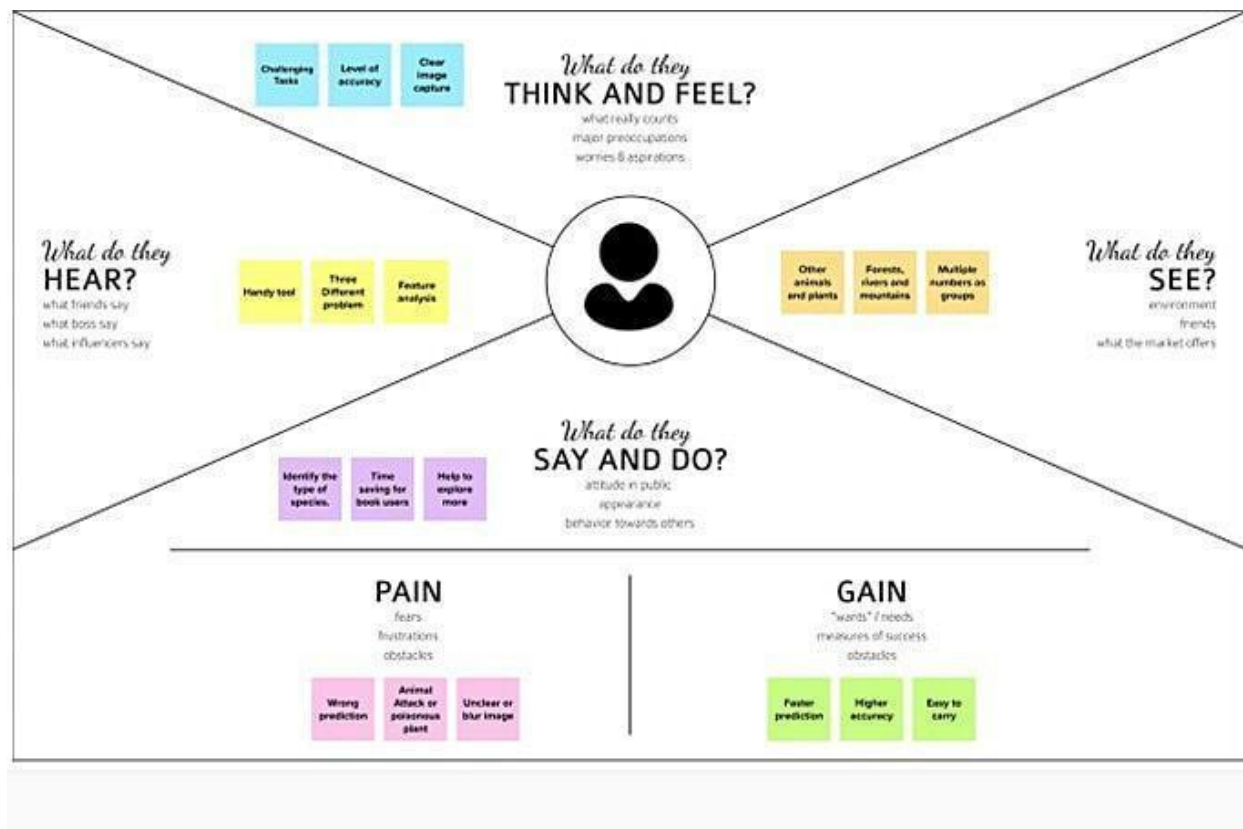 Challenging
Tasks
Level of
accuracy
Clear
image
capture
What do they
THINK AND FEEL?
what really counts
major preoccupations
worries & aspirations
What do they
HEAR?
what friends say
what boss say
what influencers say
Handy tool
Three
Different
problem
Feature
analysis
Other
animals
and plants
Forests,
rivers and
mountains
Multiple
numbers as
groups
What do they
SEE?
environment
friends
what the market offers
What do they
SAY AND DO?
attitude in public
appearance
behavior towards others
Identify the
type of
species.
Time
saving for
book users
Help to
explore
more
PAIN
fears
frustrations
obstacles
Wrong
prediction
Animal
Attack or
poisonous
plant
Unclear or
blur image
GAIN
"wants" / needs
measures of success
obstacles
Faster
prediction
Higher
accuracy
Easy to
carry